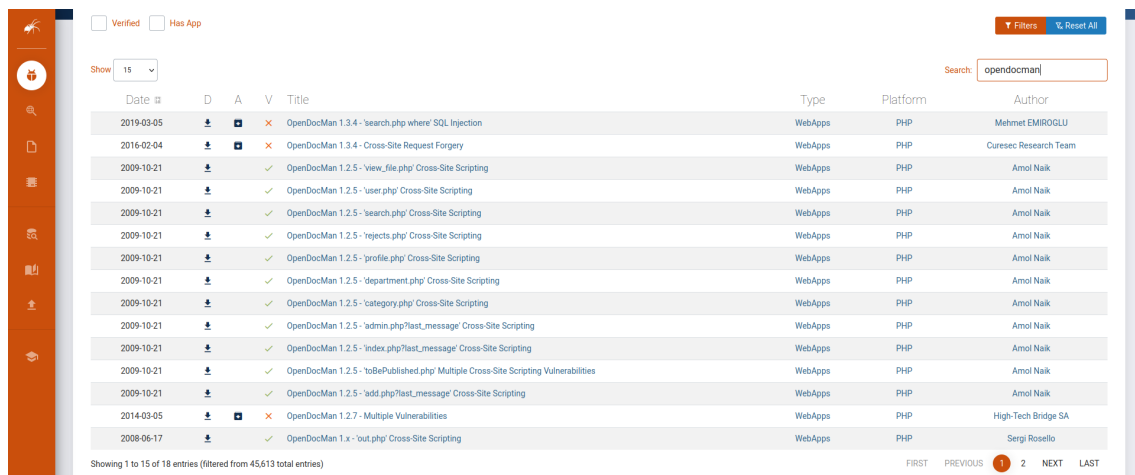 Verified Has App
Filters Reset All
Show 15 Search: opendocman
Date D A V Title Type Platform Author
2019-03-05 OpenDocMan 1.3.4 - 'search.php where' SQL Injection WebApps PHP Mehmet EMIROGLU
2016-02-04 OpenDocMan 1.3.4 - Cross-Site Request Forgery WebApps PHP Curesec Research Team
2009-10-21 OpenDocMan 1.2.5 - 'view_file.php' Cross-Site Scripting WebApps PHP Amol Naik
2009-10-21 OpenDocMan 1.2.5 - 'user.php' Cross-Site Scripting WebApps PHP Amol Naik
2009-10-21 OpenDocMan 1.2.5 - 'search.php' Cross-Site Scripting WebApps PHP Amol Naik
2009-10-21 OpenDocMan 1.2.5 - 'rejects.php' Cross-Site Scripting WebApps PHP Amol Naik
2009-10-21 OpenDocMan 1.2.5 - 'profile.php' Cross-Site Scripting WebApps PHP Amol Naik
2009-10-21 OpenDocMan 1.2.5 - 'department.php' Cross-Site Scripting WebApps PHP Amol Naik
2009-10-21 OpenDocMan 1.2.5 - 'category.php' Cross-Site Scripting WebApps PHP Amol Naik
2009-10-21 OpenDocMan 1.2.5 - 'admin.php?last_message' Cross-Site Scripting WebApps PHP Amol Naik
2009-10-21 OpenDocMan 1.2.5 - 'index.php?last_message' Cross-Site Scripting WebApps PHP Amol Naik
2009-10-21 OpenDocMan 1.2.5 - 'toBePublished.php' Multiple Cross-Site Scripting Vulnerabilities WebApps PHP Amol Naik
2009-10-21 OpenDocMan 1.2.5 - 'add.php?last_message' Cross-Site Scripting WebApps PHP Amol Naik
2014-03-05 OpenDocMan 1.2.7 - Multiple Vulnerabilities WebApps PHP High-Tech Bridge SA
2008-06-17 OpenDocMan 1.x - 'out.php' Cross-Site Scripting WebApps PHP Sergi Rosello
Showing 1 to 15 of 18 entries (filtered from 45,613 total entries) FIRST PREVIOUS 1 2 NEXT LAST